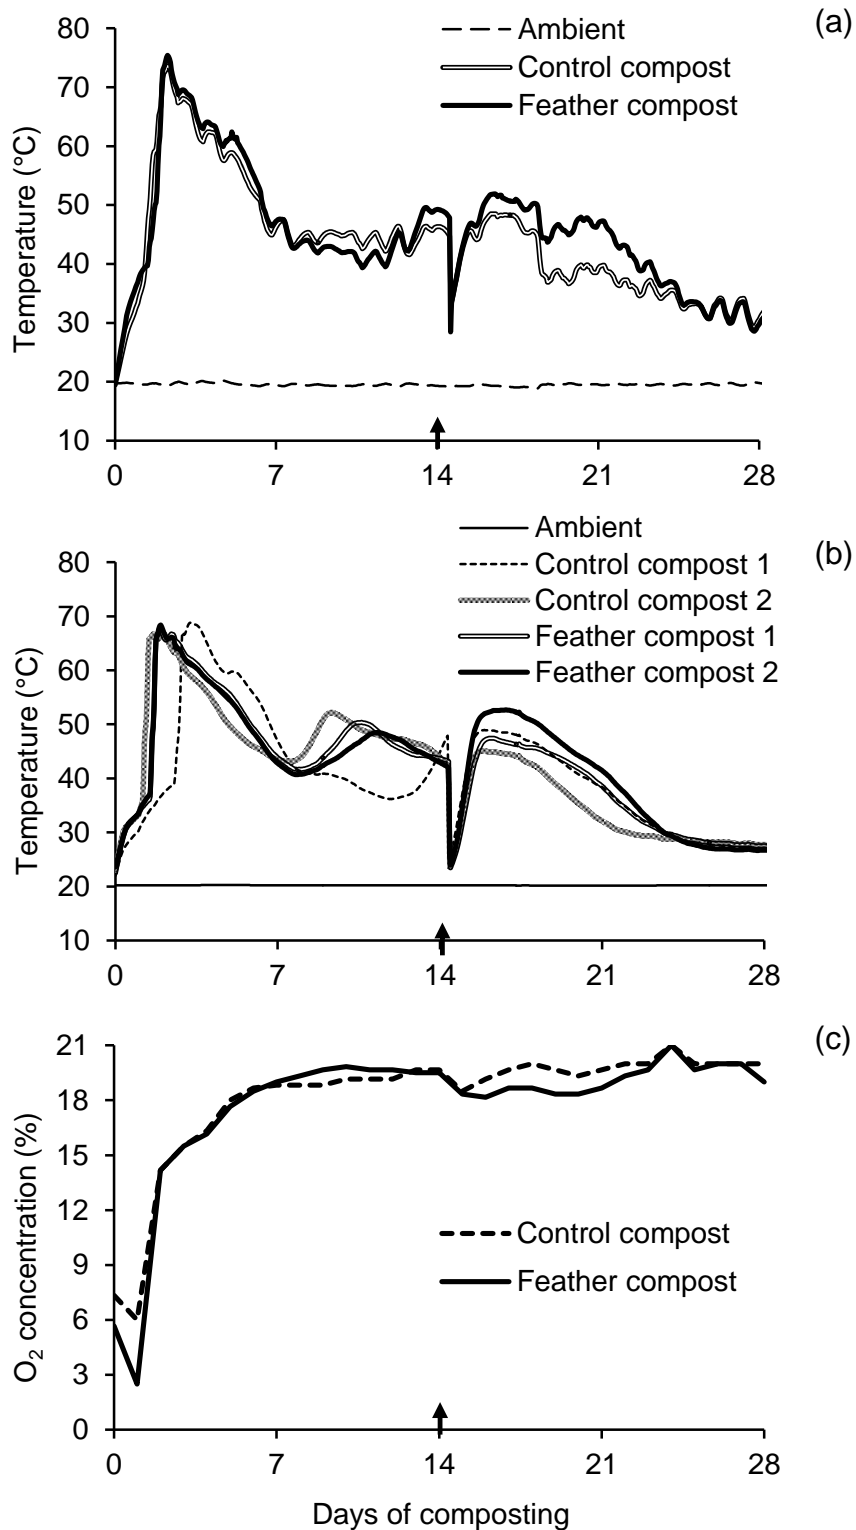 (a)
Ambient
Control compost
Feather compost
Temperature (°C)
80
70
60
50
40
30
20
10
0 7 14 21 28
(b)
Ambient
Control compost 1
Control compost 2
Feather compost 1
Feather compost 2
Temperature (°C)
80
70
60
50
40
30
20
10
0 7 14 21 28
(c)
O₂ concentration (%)
21
18
15
12
9
6
3
0
Control compost
Feather compost
0 7 14 21 28
Days of composting